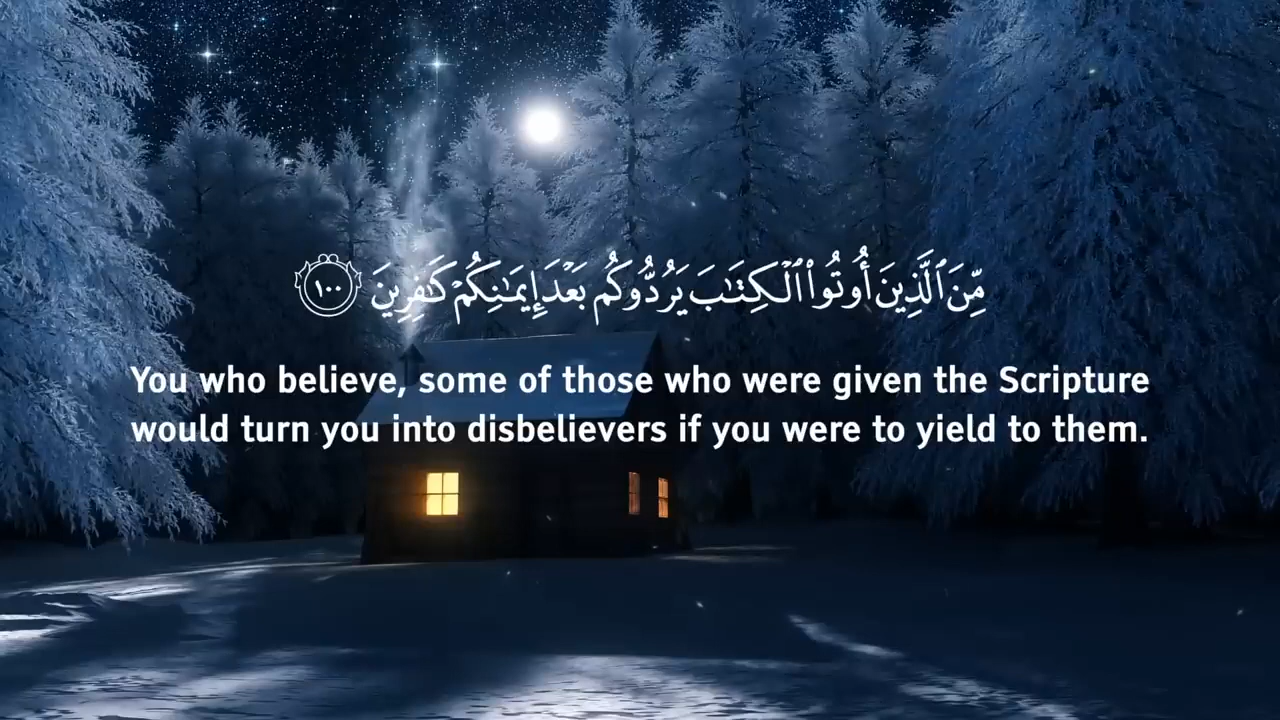 مِّنَ ٱلَّذِينَ أُوتُوا۟ ٱلْكِتَٰبَ يَرُدُّوكُم بَعْدَ إِيمَٰنِكُمْ كَٰفِرِينَ ١٠٠
You who believe, some of those who were given the Scripture
would turn you into disbelievers if you were to yield to them.